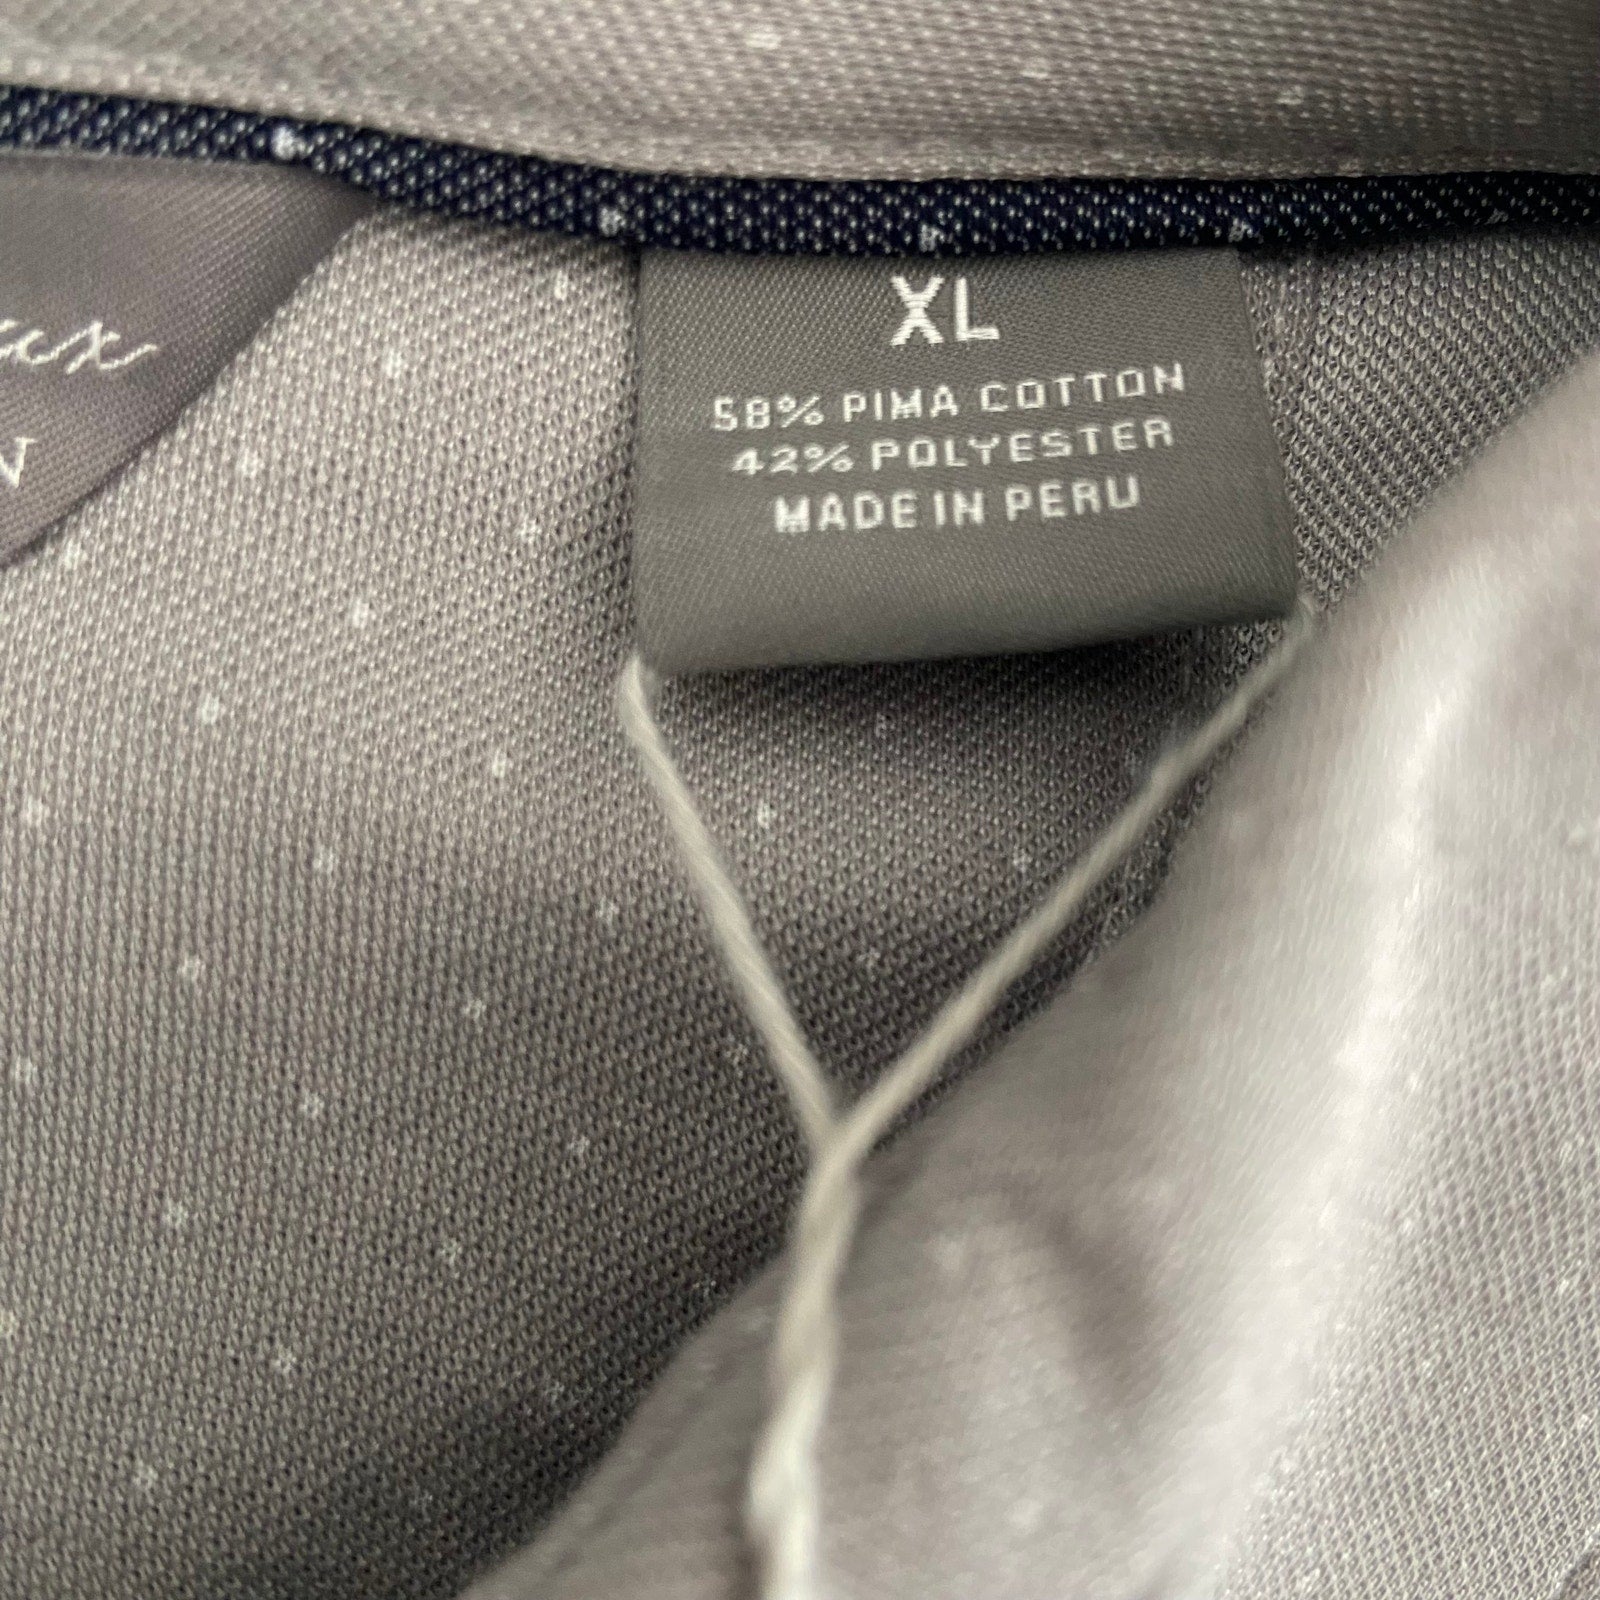 XL
58% PIMA COTTON
42% POLYESTER
MADE IN PERU